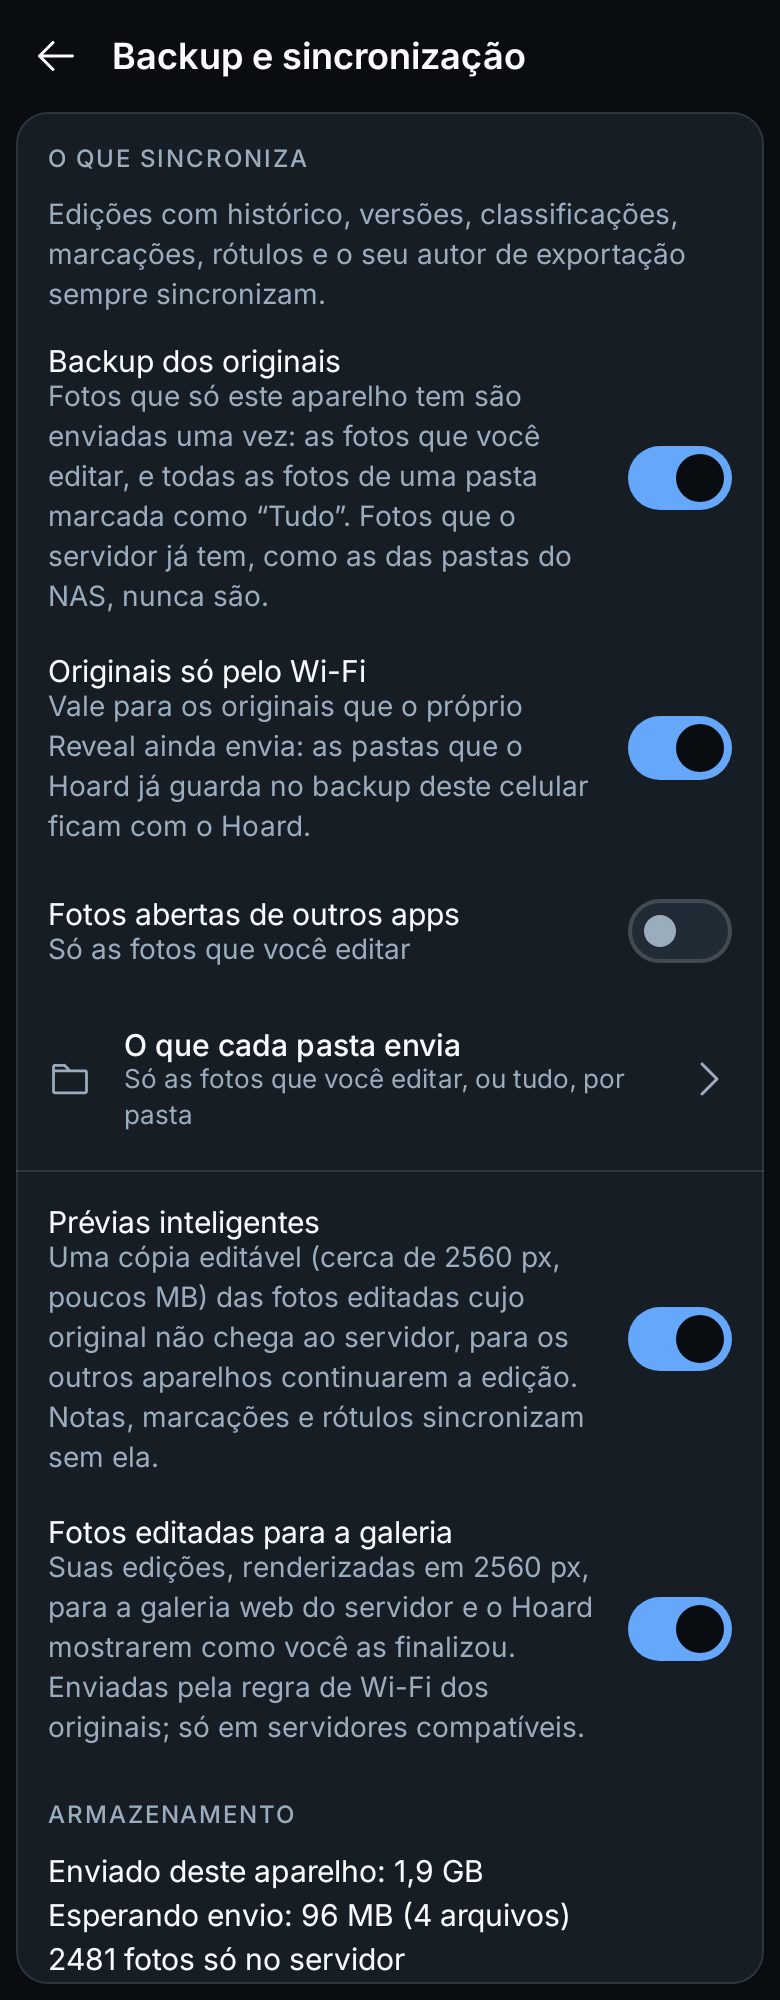 Backup e sincronização
O QUE SINCRONIZA
Edições com histórico, versões, classificações,
marcações, rótulos e o seu autor de exportação
sempre sincronizam.
Backup dos originais
Fotos que só este aparelho tem são
enviadas uma vez: as fotos que você
editar, e todas as fotos de uma pasta
marcada como “Tudo”. Fotos que o
servidor já tem, como as das pastas do
NAS, nunca são.
Originais só pelo Wi-Fi
Vale para os originais que o próprio
Reveal ainda envia: as pastas que o
Hoard já guarda no backup deste celular
ficam com o Hoard.
Fotos abertas de outros apps
Só as fotos que você editar
O que cada pasta envia
Só as fotos que você editar, ou tudo, por
pasta
Prévias inteligentes
Uma cópia editável (cerca de 2560 px,
poucos MB) das fotos editadas cujo
original não chega ao servidor, para os
outros aparelhos continuarem a edição.
Notas, marcações e rótulos sincronizam
sem ela.
Fotos editadas para a galeria
Suas edições, renderizadas em 2560 px,
para a galeria web do servidor e o Hoard
mostrarem como você as finalizou.
Enviadas pela regra de Wi-Fi dos
originais; só em servidores compatíveis.
ARMAZENAMENTO
Enviado deste aparelho: 1,9 GB
Esperando envio: 96 MB (4 arquivos)
2481 fotos só no servidor